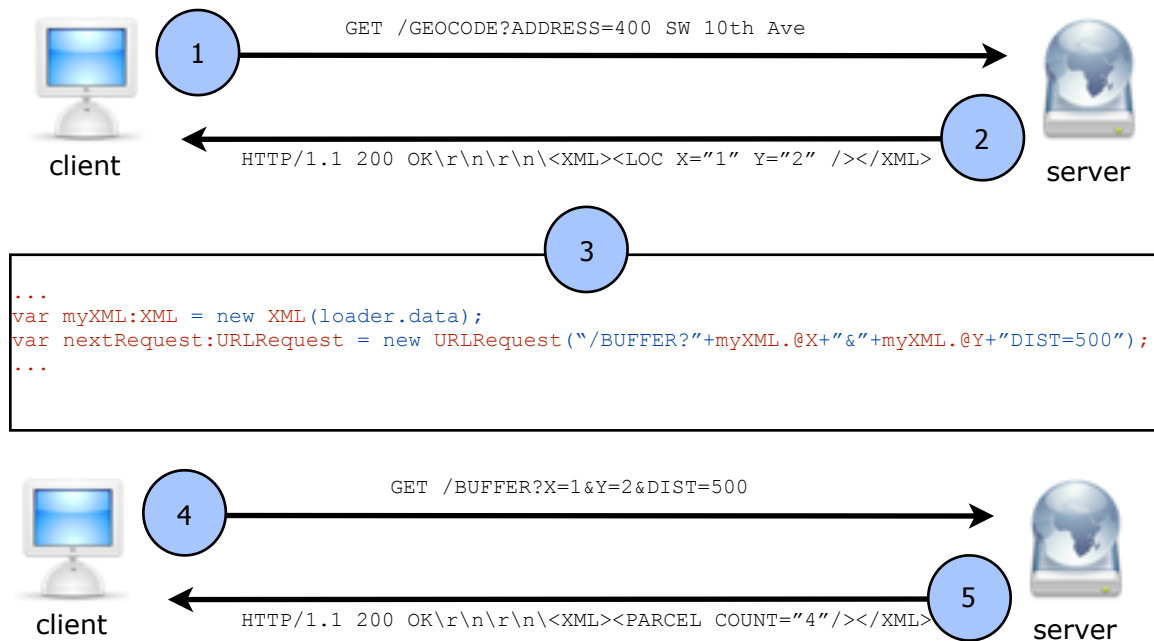 GET /GEOCODE?ADDRESS=400 SW 10th Ave
1
2
client
HTTP/1.1 200 OK\r\n\r\n\<XML><LOC X=”1” Y=”2” /></XML>
server
3
...
var myXML:XML = new XML(loader.data);
var nextRequest:URLRequest = new URLRequest(“/BUFFER?”+myXML.@X+”&”+myXML.@Y+”DIST=500”);
...
GET /BUFFER?X=1&Y=2&DIST=500
4
5
client
HTTP/1.1 200 OK\r\n\r\n\<XML><PARCEL COUNT=”4”/></XML>
server